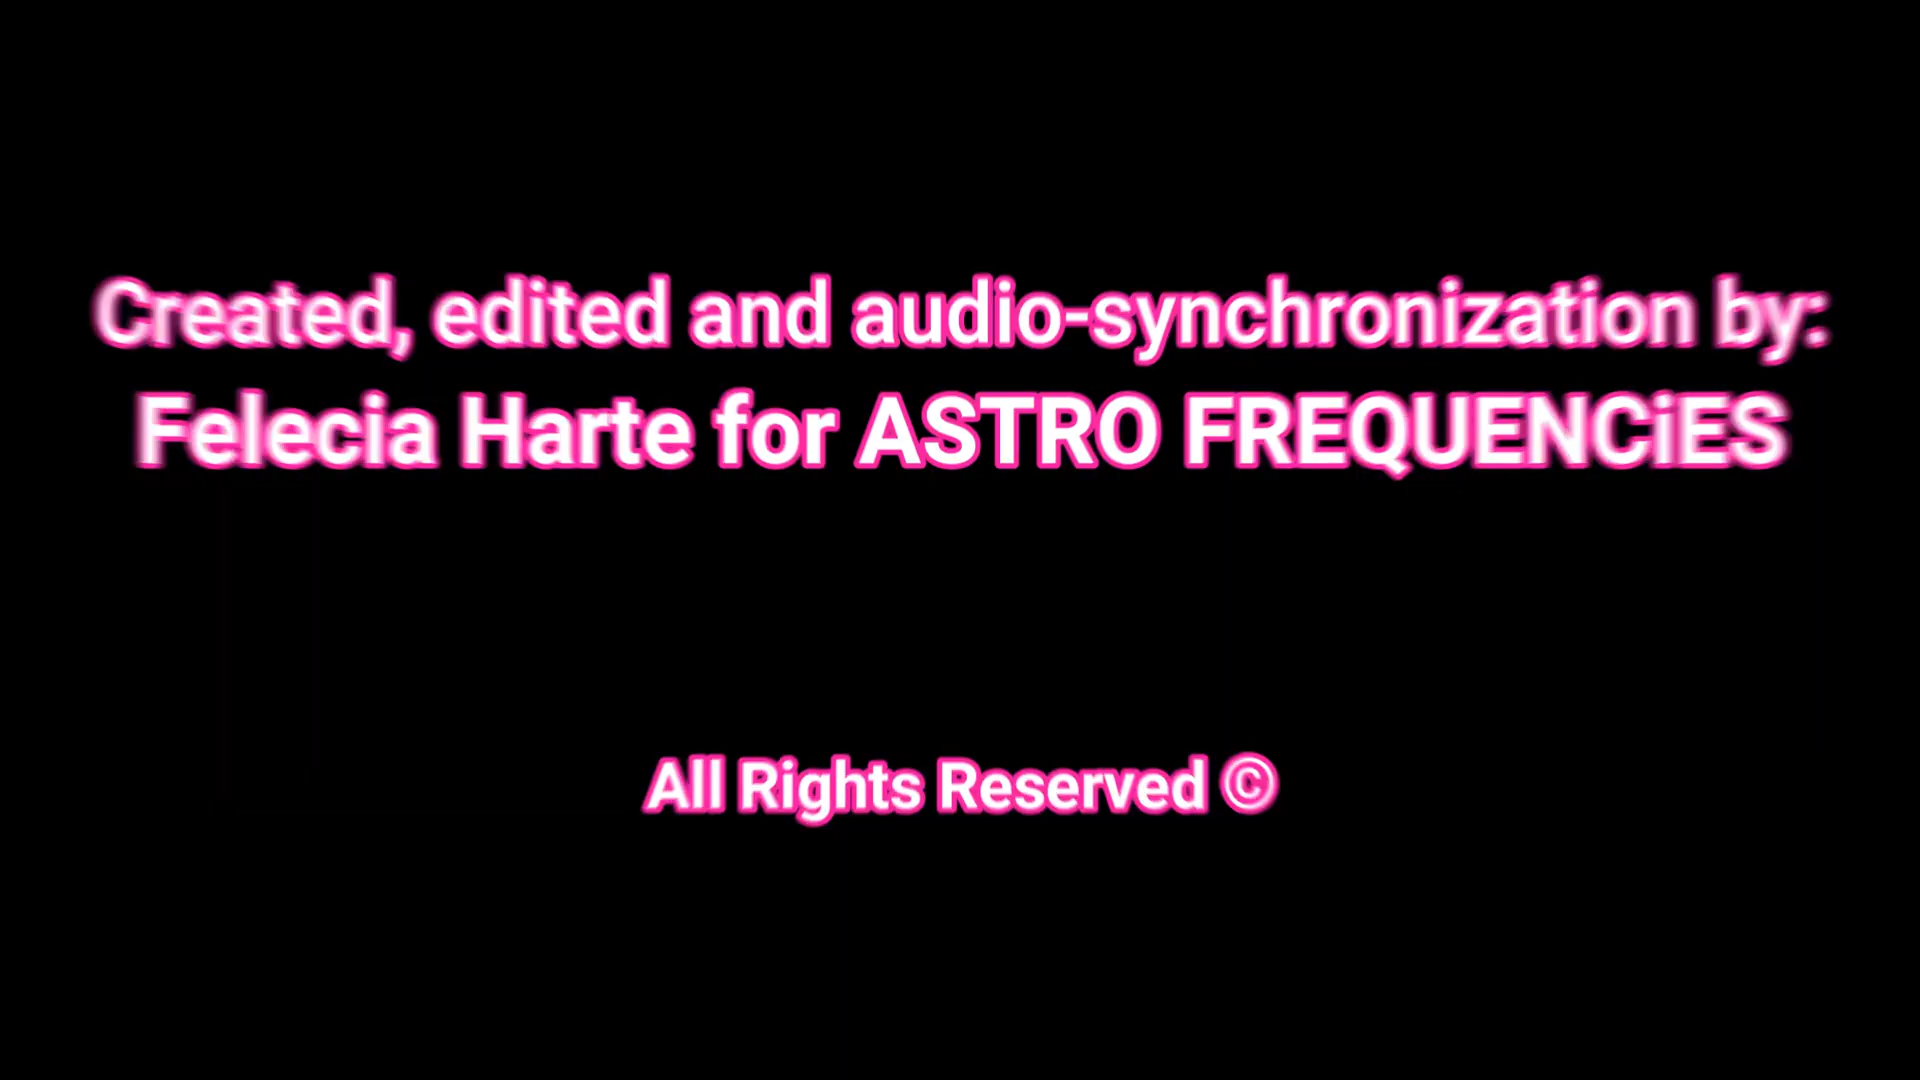 Created, edited and audio-synchronization by:
Felecia Harte for ASTRO FREQUENCiES
All Rights Reserved ©